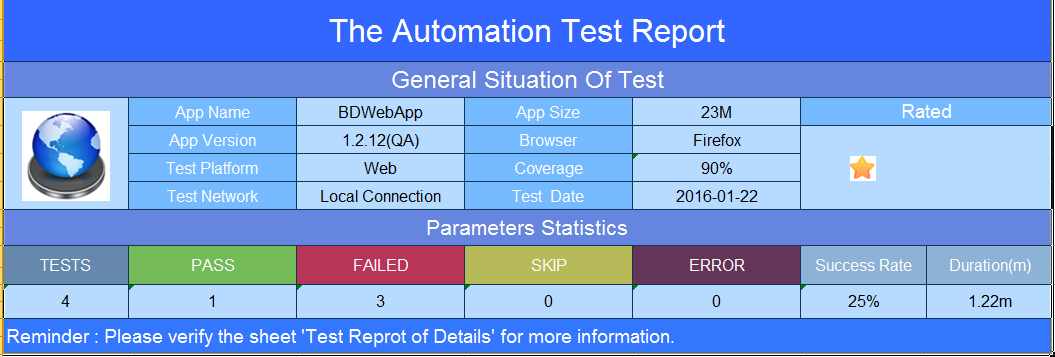 The Automation Test Report
General Situation Of Test
App Name BDWebApp App Size 23M Rated
App Version 1.2.12(QA) Browser Firefox
Test Platform Web Coverage 90%
Test Network Local Connection Test Date 2016-01-22
Parameters Statistics
TESTS PASS FAILED SKIP ERROR Success Rate Duration(m)
4 1 3 0 0 25% 1.22m
Reminder : Please verify the sheet 'Test Reprot of Details' for more information.